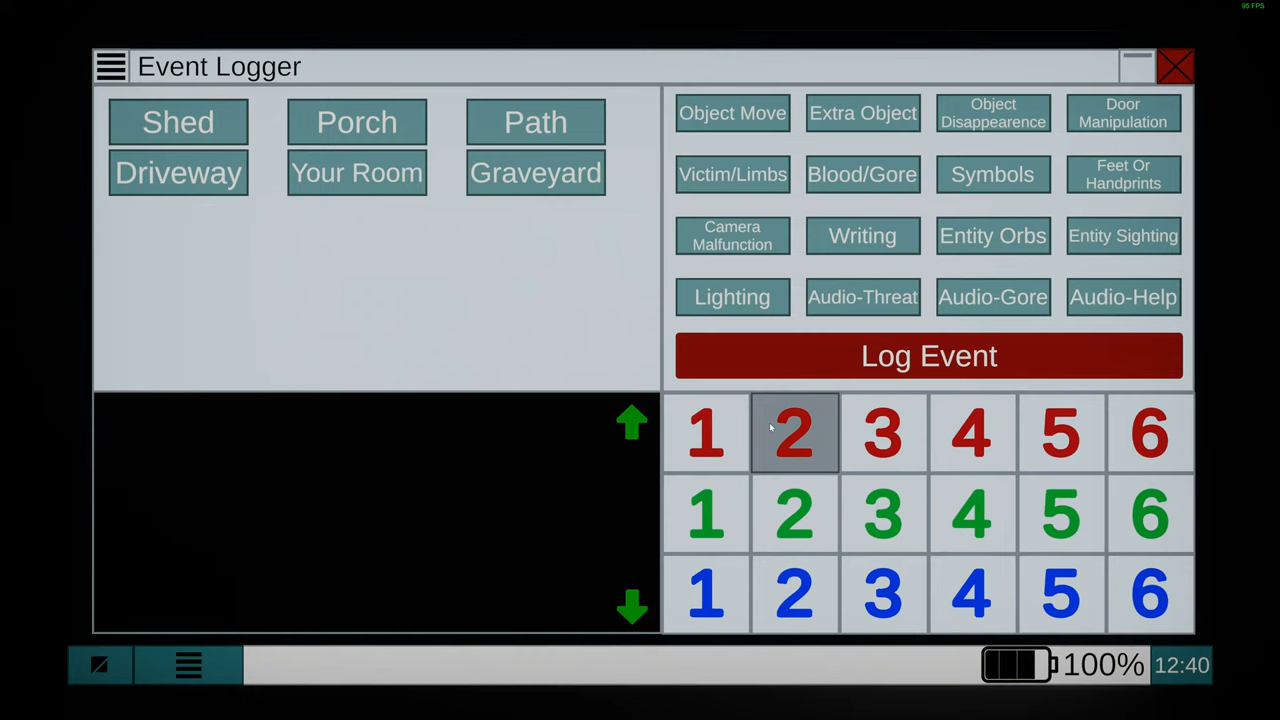 95 FPS
Event Logger
Shed Porch Path
Driveway Your Room Graveyard
Object Move Extra Object Object Disappearence Door Manipulation
Victim/Limbs Blood/Gore Symbols Feet Or Handprints
Camera Malfunction Writing Entity Orbs Entity Sighting
Lighting Audio-Threat Audio-Gore Audio-Help
Log Event
1 2 3 4 5 6
1 2 3 4 5 6
1 2 3 4 5 6
100% 12:40